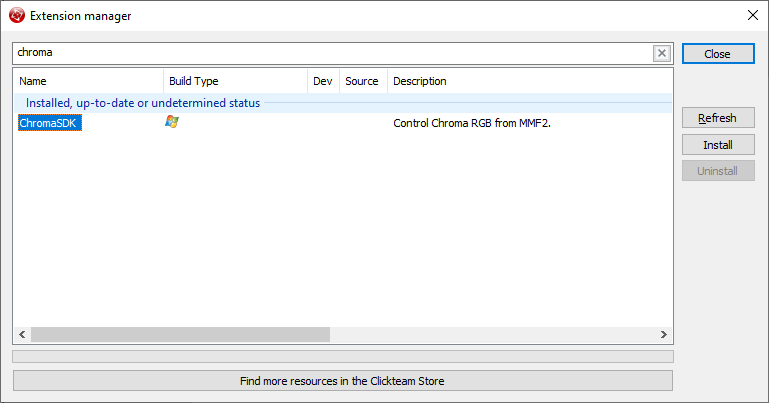 Extension manager
chroma
Close
Name Build Type Dev Source Description
Installed, up-to-date or undetermined status
ChromaSDK Control Chroma RGB from MMF2.
Refresh
Install
Uninstall
Find more resources in the Clickteam Store